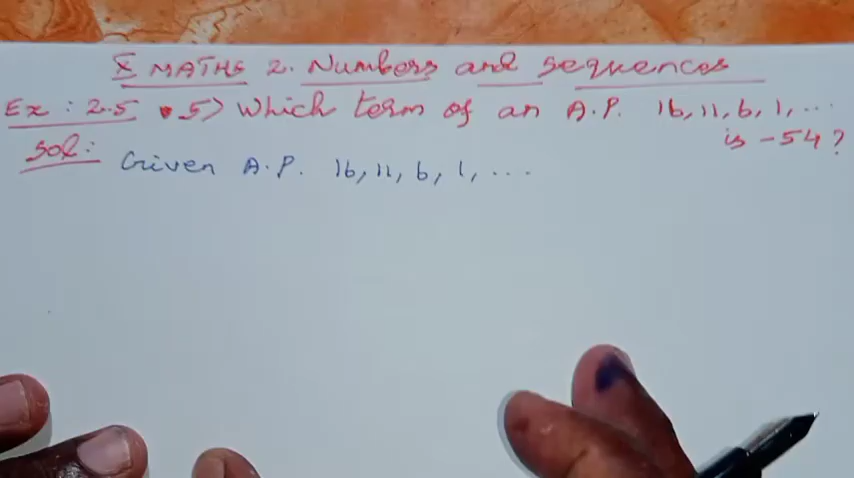 X MATHS 2. Numbers and sequences
Ex : 2.5 . 5) Which term of an A.P. 16, 11, 6, 1, ...
is -54 ?
Sol:
Given A.P. 16, 11, 6, 1, ...